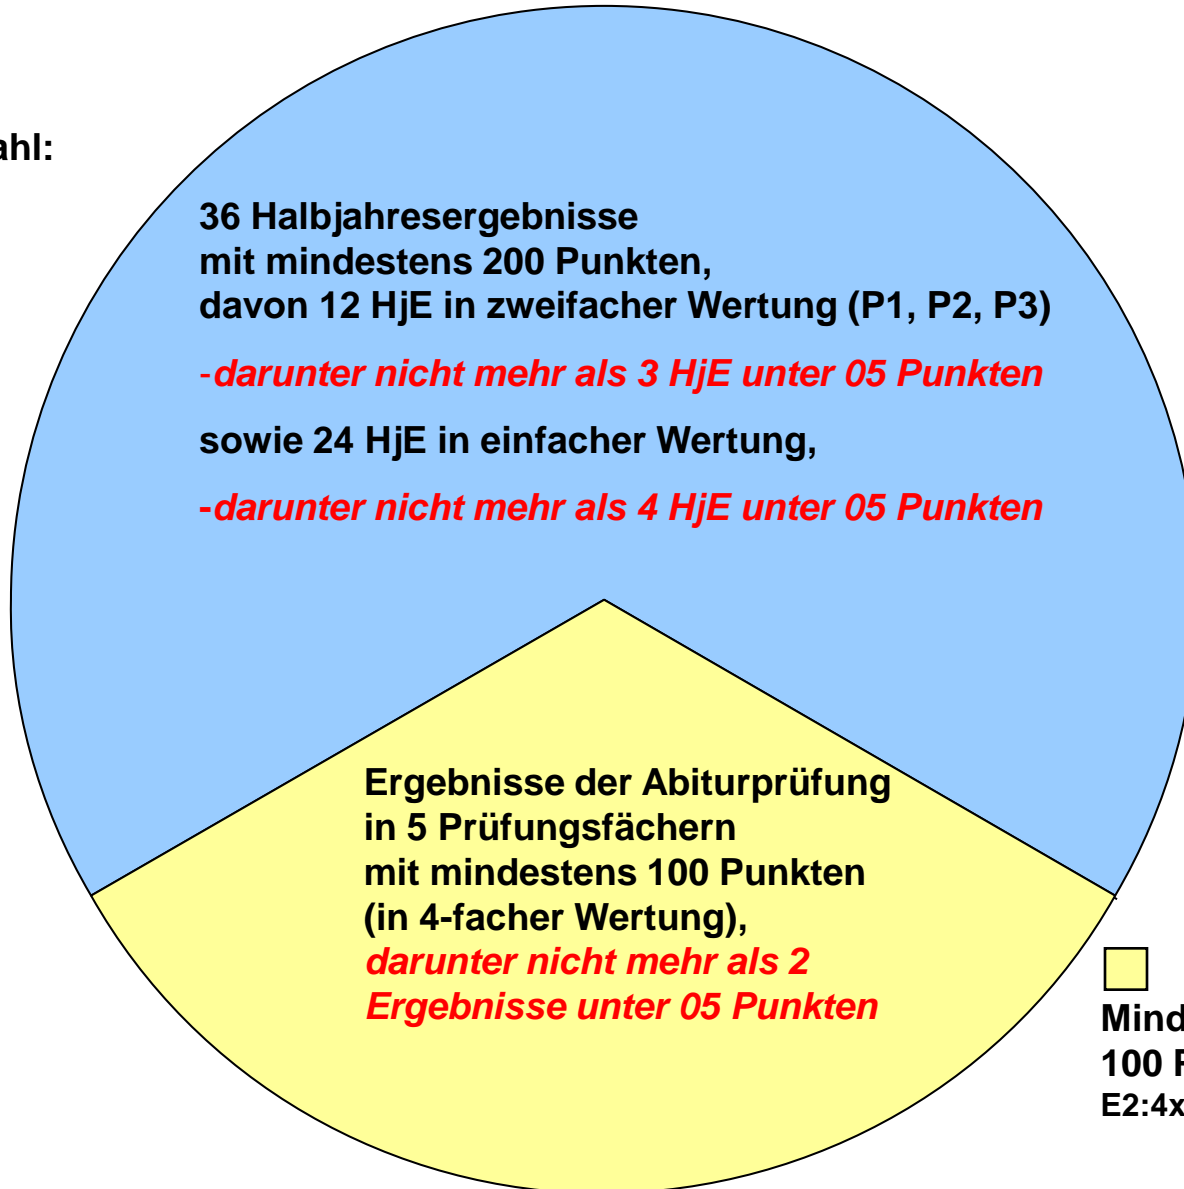 ahl:
36 Halbjahresergebnisse
mit mindestens 200 Punkten,
davon 12 HjE in zweifacher Wertung (P1, P2, P3)
-darunter nicht mehr als 3 HjE unter 05 Punkten
sowie 24 HjE in einfacher Wertung,
-darunter nicht mehr als 4 HjE unter 05 Punkten
Ergebnisse der Abiturprüfung
in 5 Prüfungsfächern
mit mindestens 100 Punkten
(in 4-facher Wertung),
darunter nicht mehr als 2
Ergebnisse unter 05 Punkten
Mind
100 P
E2:4x